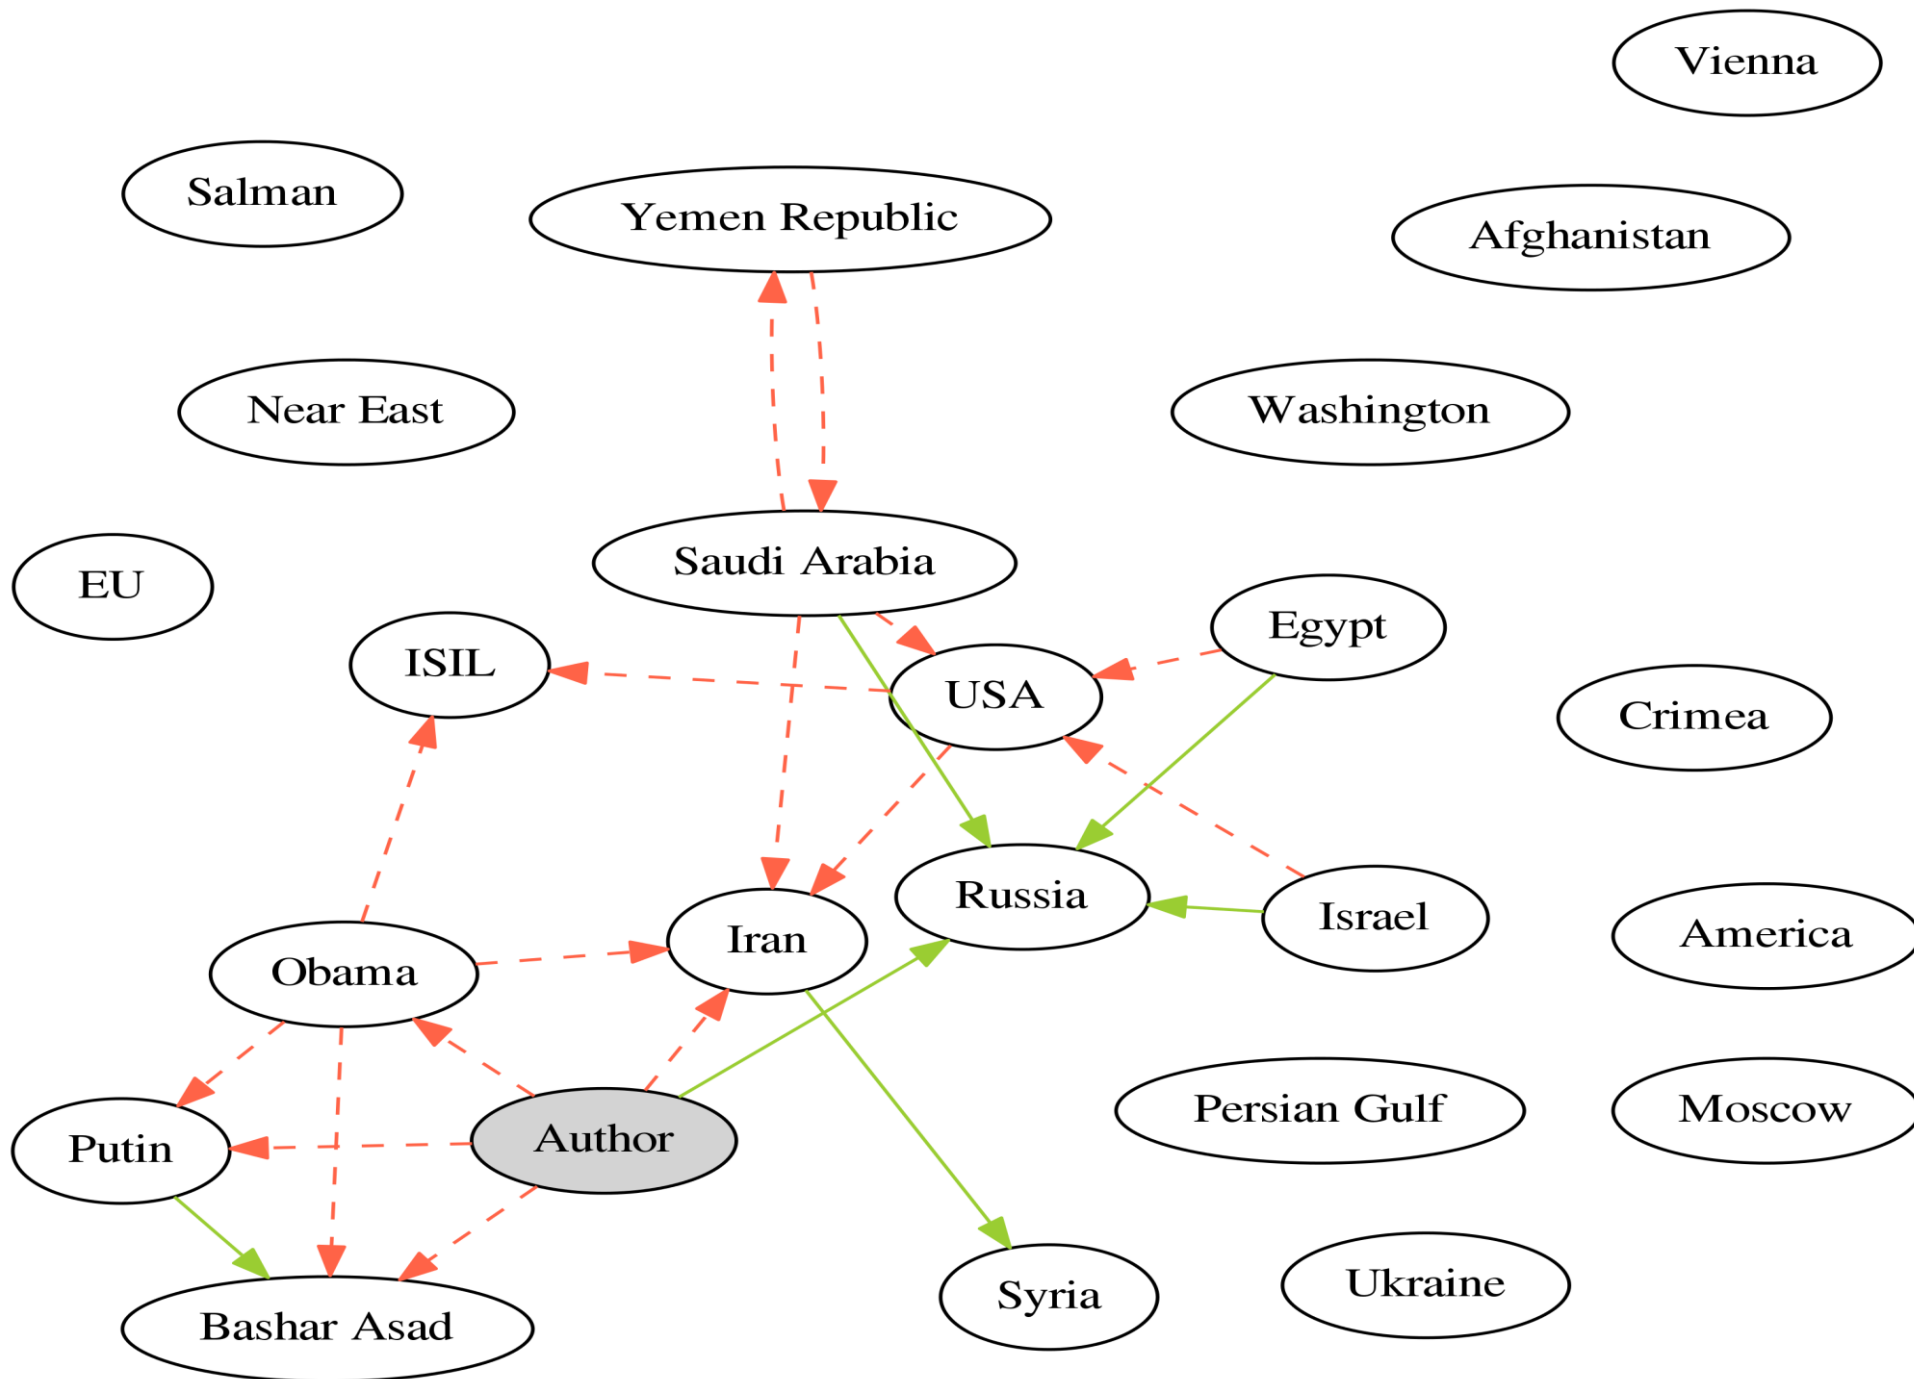 Vienna
Salman
Yemen Republic
Afghanistan
Near East
Washington
Saudi Arabia
EU
Egypt
ISIL
USA
Crimea
Russia
Israel
Iran
America
Obama
Persian Gulf
Moscow
Author
Putin
Ukraine
Syria
Bashar Asad